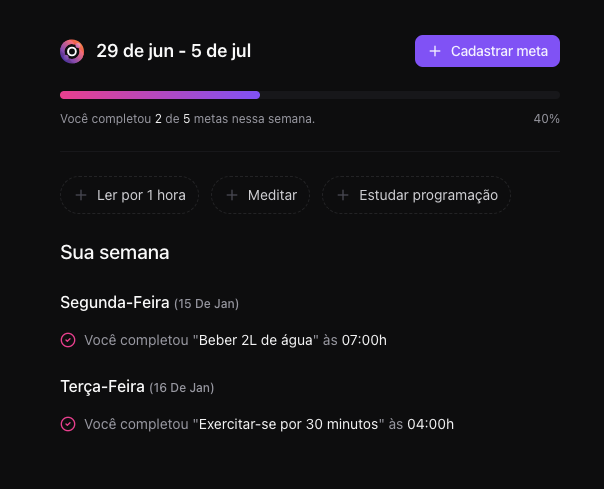 29 de jun - 5 de jul
Cadastrar meta
Você completou 2 de 5 metas nessa semana.
40%
Ler por 1 hora
Meditar
Estudar programação
Sua semana
Segunda-Feira (15 De Jan)
Você completou "Beber 2L de água" às 07:00h
Terça-Feira (16 De Jan)
Você completou "Exercitar-se por 30 minutos" às 04:00h